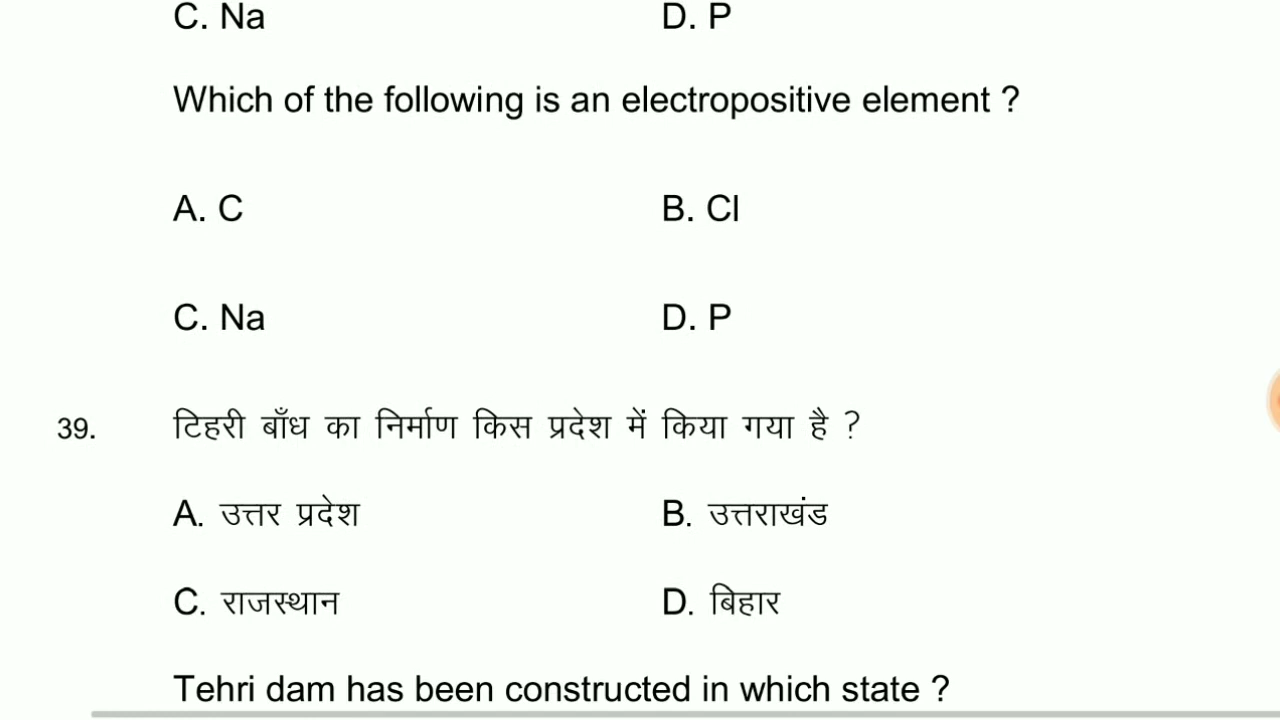 C. Na D. P
Which of the following is an electropositive element ?
A. C B. Cl
C. Na D. P
39. टिहरी बाँध का निर्माण किस प्रदेश में किया गया है ?
A. उत्तर प्रदेश B. उत्तराखंड
C. राजस्थान D. बिहार
Tehri dam has been constructed in which state ?